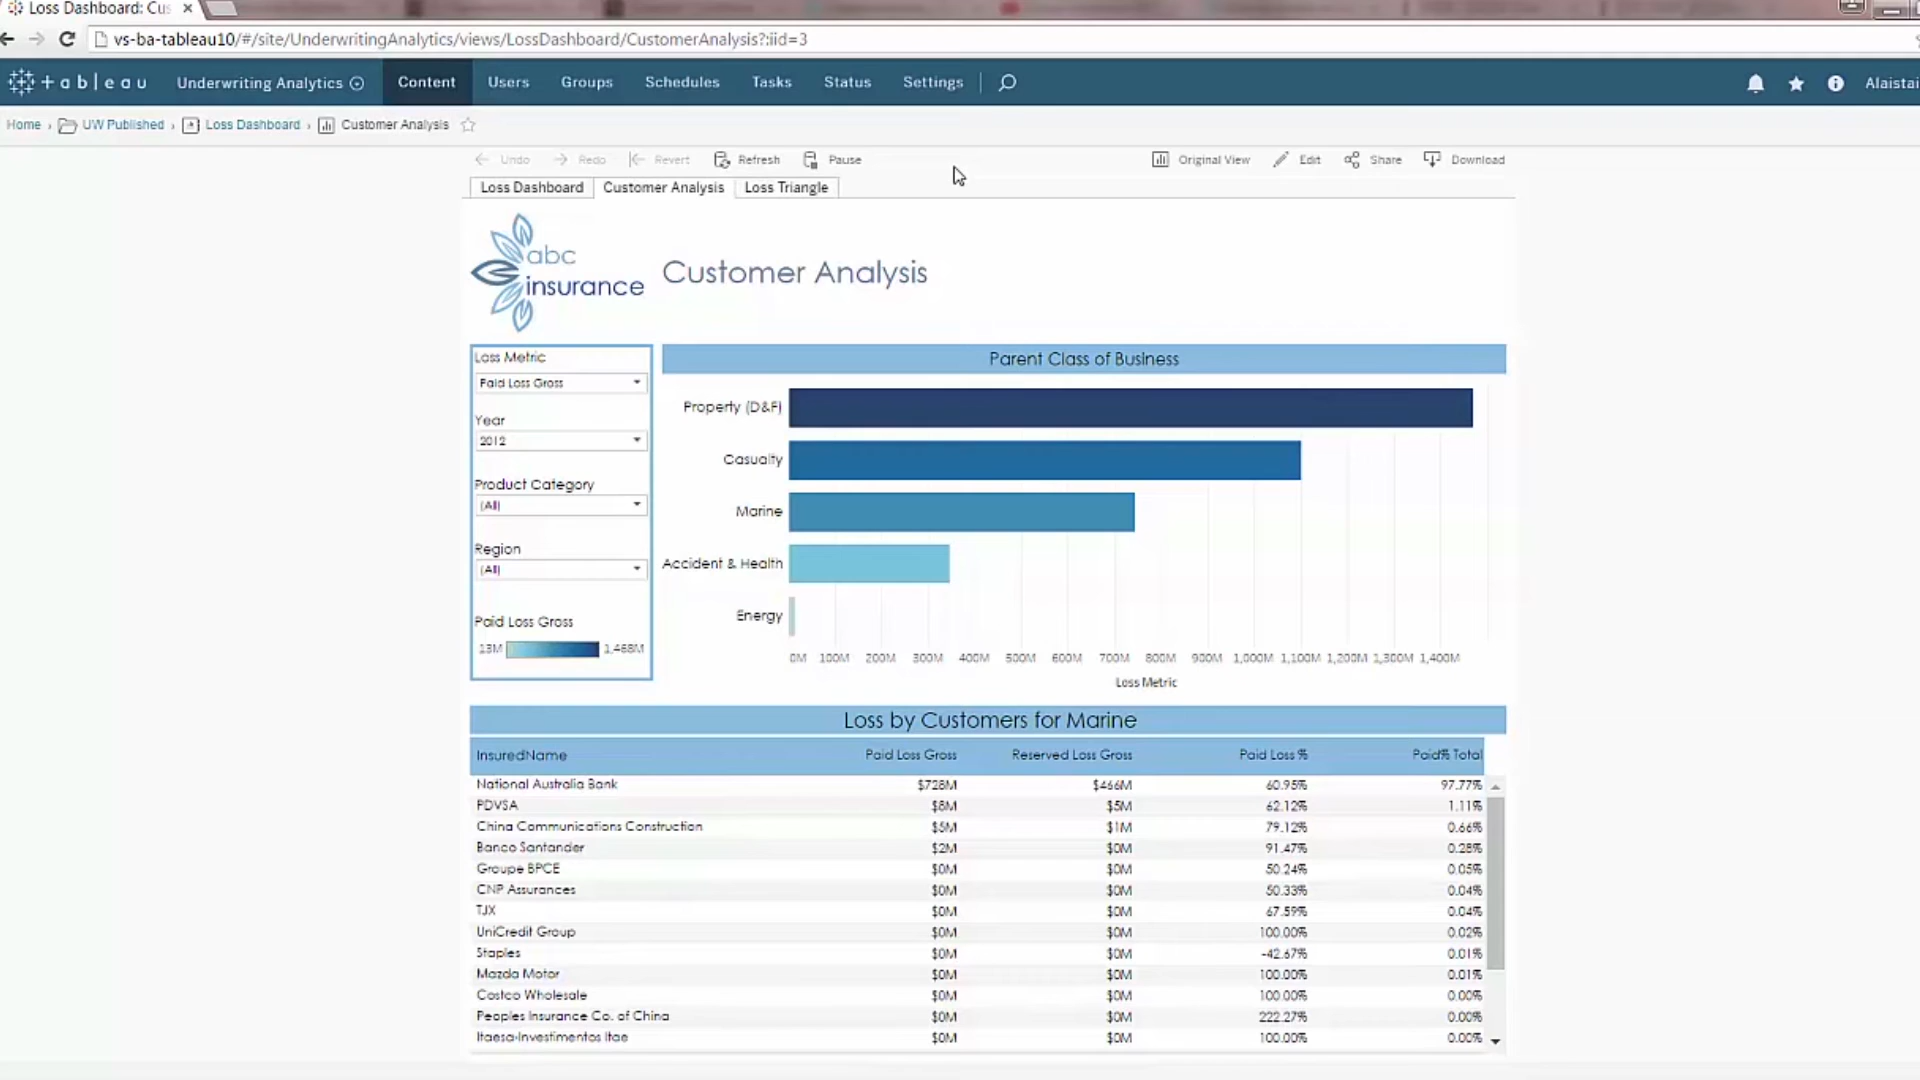 Loss Dashboard: Cus
vs-ba-tableau10/#/site/UnderwritingAnalytics/views/LossDashboard/CustomerAnalysis?:iid=3
+ableau Underwriting Analytics Content Users Groups Schedules Tasks Status Settings Alaistai
Home › UW Published › Loss Dashboard › Customer Analysis
Undo Redo Revert Refresh Pause Original View Edit Share Download
Loss Dashboard Customer Analysis Loss Triangle
abc
insurance
Customer Analysis
Loss Metric
Paid Loss Gross
Year
2012
Product Category
(All)
Region
(All)
Paid Loss Gross
13M 1,468M
Parent Class of Business
Property (D&F)
Casualty
Marine
Accident & Health
Energy
0M 100M 200M 300M 400M 500M 600M 700M 800M 900M 1,000M 1,100M 1,200M 1,300M 1,400M
Loss Metric
Loss by Customers for Marine
InsuredName Paid Loss Gross Reserved Loss Gross Paid Loss % Paid% Total
National Australia Bank $728M $466M 60.95% 97.77%
PDVSA $8M $5M 62.12% 1.11%
China Communications Construction $5M $1M 79.12% 0.66%
Banco Santander $2M $0M 91.47% 0.28%
Groupe BPCE $0M $0M 50.24% 0.05%
CNP Assurances $0M $0M 50.33% 0.04%
TJX $0M $0M 67.59% 0.04%
UniCredit Group $0M $0M 100.00% 0.02%
Staples $0M $0M -42.67% 0.01%
Mazda Motor $0M $0M 100.00% 0.01%
Costco Wholesale $0M $0M 100.00% 0.00%
Peoples Insurance Co. of China $0M $0M 222.27% 0.00%
Itaesa-Investimentos Itae $0M $0M 100.00% 0.00%